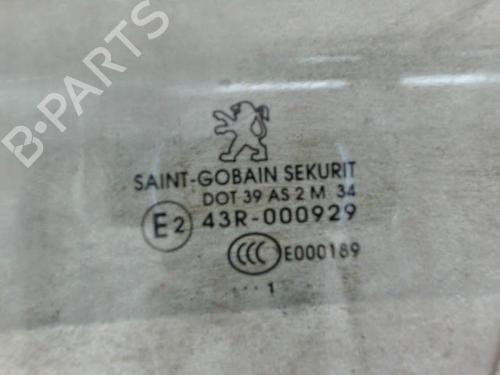 B-PARTS
SAINT-GOBAIN SEKURIT
DOT 39 AS 2 M 34
E2 43R-000929
CCC E000189
... 1